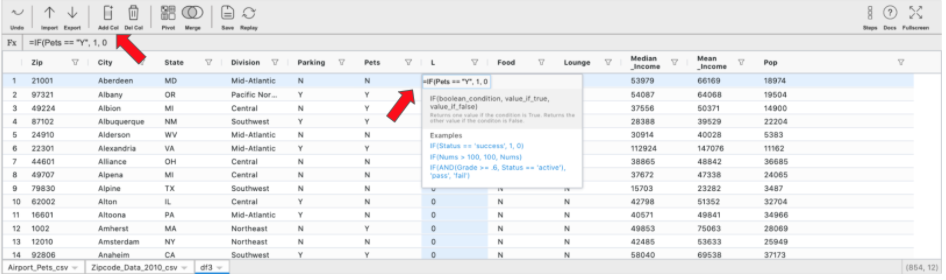 Undo Import Export Add Col Del Col Pivot Merge Save Replay Steps Docs Fullscreen
Fx =IF(Pets == "Y", 1, 0
Zip City State Division Parking Pets L Food Lounge Median _Income Mean _Income Pop
1 21001 Aberdeen MD Mid-Atlantic N N =IF(Pets == "Y", 1, 0 53979 66169 18974
2 97321 Albany OR Pacific Nor... Y Y 54087 64068 19504
3 49224 Albion MI Central N Y 37556 50371 14900
4 87102 Albuquerque NM Southwest Y Y 28388 39529 22204
5 24910 Alderson WV Mid-Atlantic N N 30914 40028 5383
6 22301 Alexandria VA Mid-Atlantic Y Y 112924 147076 11162
7 44601 Alliance OH Central N N 38865 48842 36685
8 49707 Alpena MI Central N N 37672 47338 24065
9 79830 Alpine TX Southwest N N 0 N N 15703 23282 3487
10 62002 Alton IL Central Y N 0 N N 42798 51352 32704
11 16601 Altoona PA Mid-Atlantic Y N 0 N N 40571 49841 34966
12 1002 Amherst MA Northeast N Y 0 N N 49853 75063 28069
13 12010 Amsterdam NY Northeast N N 0 N N 42485 53633 25949
14 92806 Anaheim CA Southwest Y Y 0 N N 58040 69538 37173
IF(boolean_condition, value_if_true,
value_if_false)
Returns one value if the condition is True. Returns the
other value if the condition is False.
Examples
IF(Status == 'success', 1, 0)
IF(Nums > 100, 100, Nums)
IF(AND(Grade >= .6, Status == 'active'),
'pass', 'fail')
Airport_Pets_csv Zipcode_Data_2010_csv df3 (854, 12)